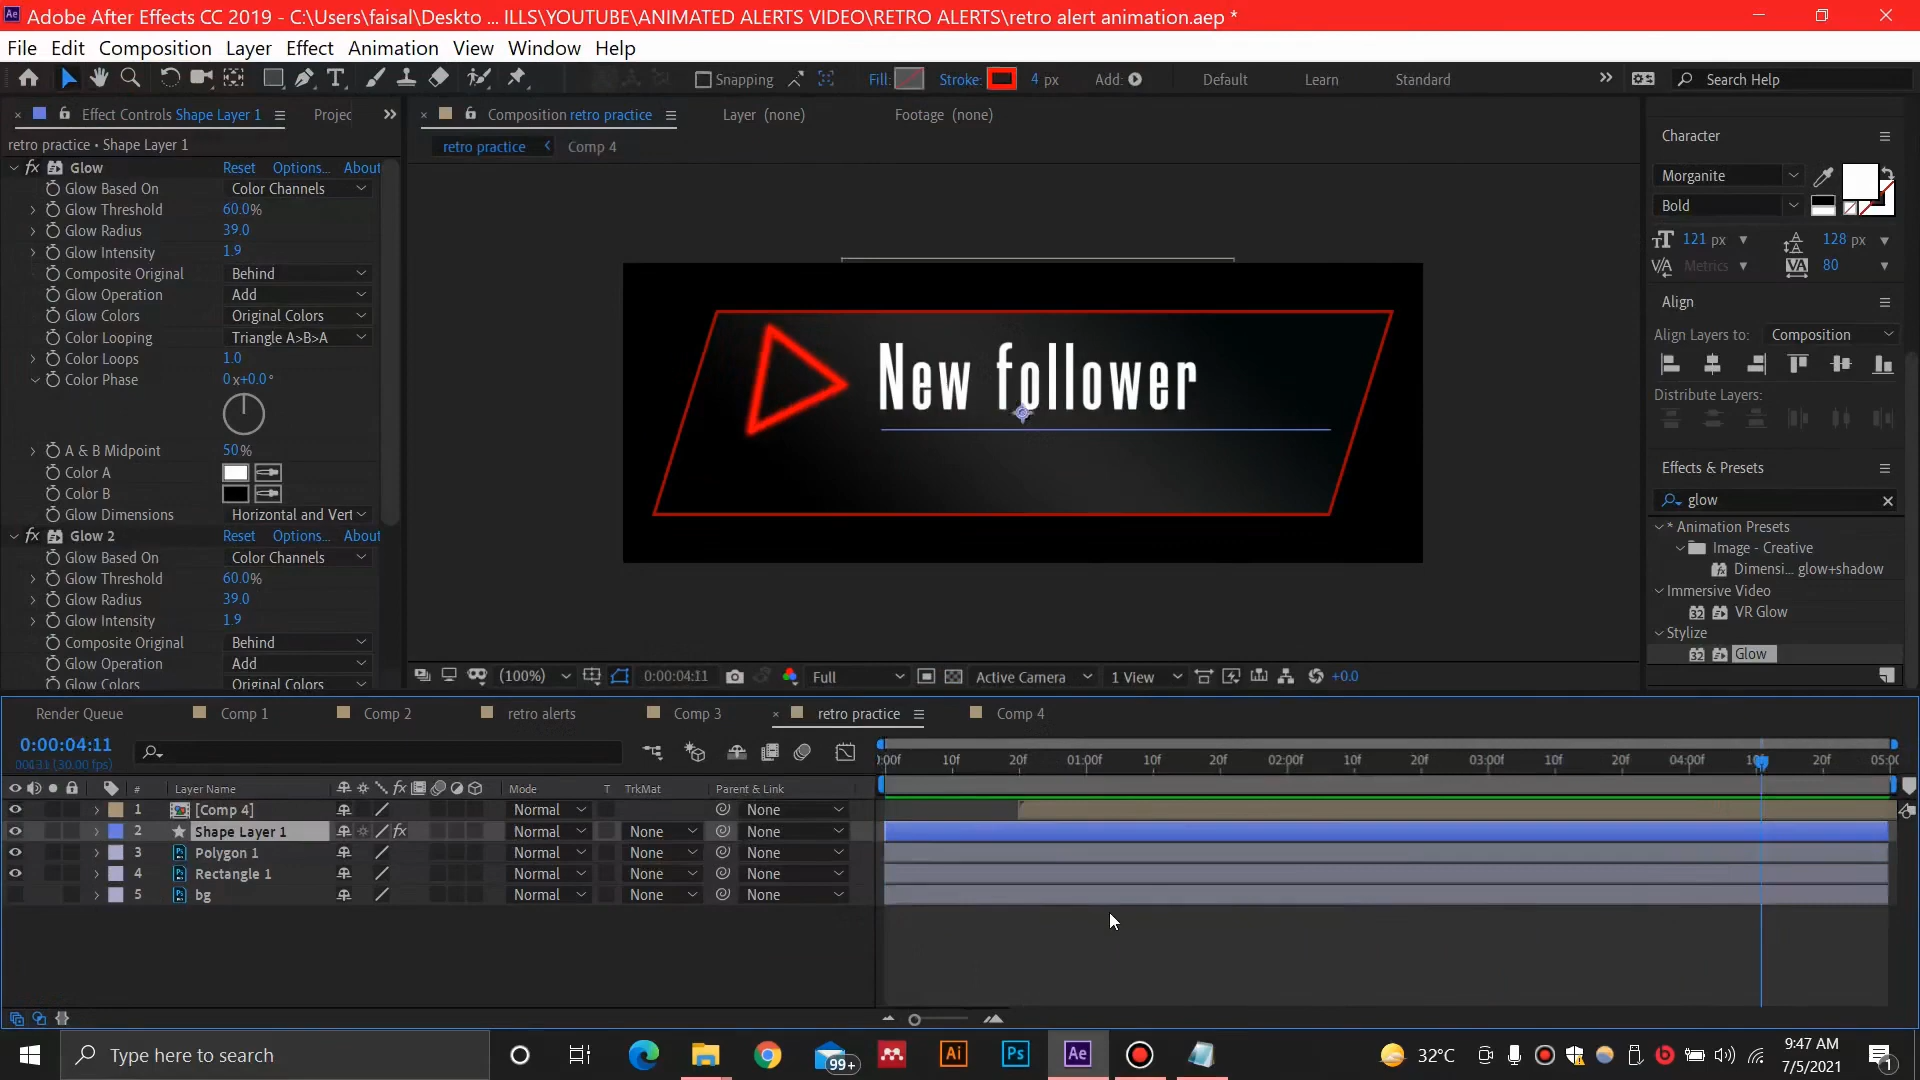 Adobe After Effects CC 2019 - C:\Users\faisal\Deskto ... ILLS\YOUTUBE\ANIMATED ALERTS VIDEO\RETRO ALERTS\retro alert animation.aep *
File Edit Composition Layer Effect Animation View Window Help
Snapping Fill: Stroke: 4 px Add: Default Learn Standard Search Help
Effect Controls Shape Layer 1 Projec
Composition retro practice Layer (none) Footage (none)
retro practice • Shape Layer 1
retro practice Comp 4
Glow Reset Options... About
Glow Based On Color Channels
Glow Threshold 60.0%
Glow Radius 39.0
Glow Intensity 1.9
Composite Original Behind
Glow Operation Add
Glow Colors Original Colors
Color Looping Triangle A>B>A
Color Loops 1.0
Color Phase 0x+0.0°
A & B Midpoint 50%
Color A
Color B
Glow Dimensions Horizontal and Vert
Glow 2 Reset Options... About
Glow Based On Color Channels
Glow Threshold 60.0%
Glow Radius 39.0
Glow Intensity 1.9
Composite Original Behind
Glow Operation Add
Glow Colors Original Colors
New follower
(100%) 0:00:04:11 Full Active Camera 1 View +0.0
Character
Morganite
Bold
121 px 128 px
Metrics 80
Align
Align Layers to: Composition
Distribute Layers:
Effects & Presets
glow
* Animation Presets
Image - Creative
Dimensi... glow+shadow
Immersive Video
32 VR Glow
Stylize
32 Glow
Render Queue Comp 1 Comp 2 retro alerts Comp 3 retro practice Comp 4
0:00:04:11
00131 (30.00 fps)
):00f 10f 20f 01:00f 10f 20f 02:00f 10f 20f 03:00f 10f 20f 04:00f 10f 20f 05:00
# Layer Name Mode T TrkMat Parent & Link
1 [Comp 4] Normal None
2 Shape Layer 1 Normal None None
3 Polygon 1 Normal None None
4 Rectangle 1 Normal None None
5 bg Normal None None
Type here to search 99+ Ai Ps Ae 32°C 9:47 AM
7/5/2021 1